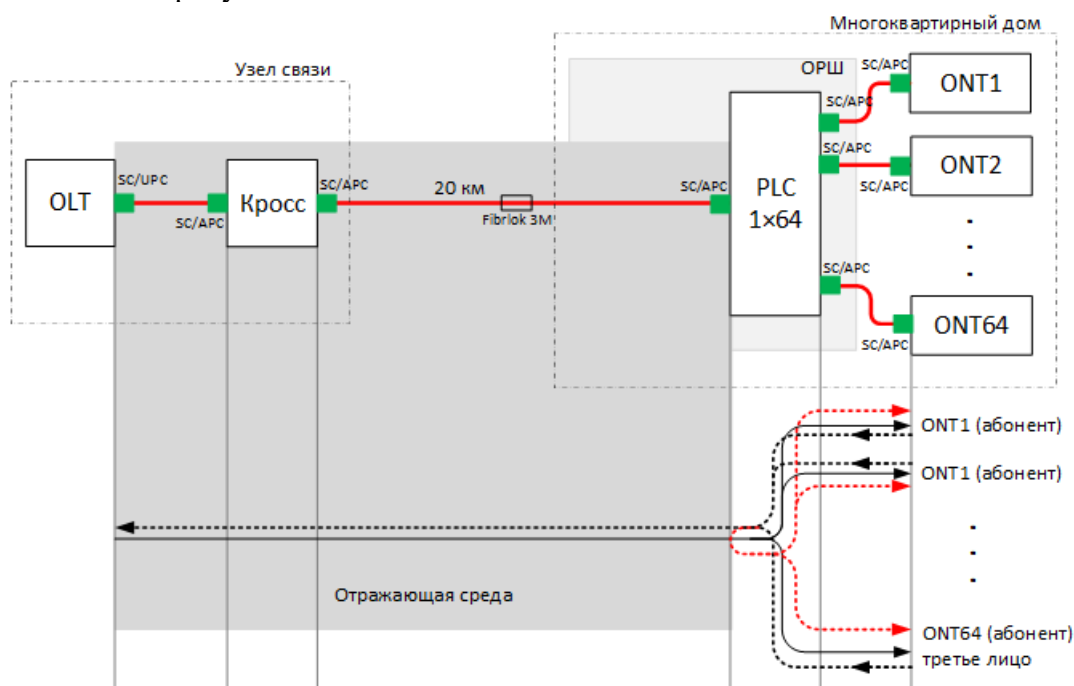 Многоквартирный дом
Узел связи
ОРШ
SC/APC
ONT1
SC/APC
SC/APC
ONT2
SC/APC
OLT
SC/UPC
SC/APC
Кросс
SC/APC
20 км
Fibrlok 3M
SC/APC
PLC
1×64
SC/APC
ONT64
SC/APC
ONT1 (абонент)
ONT1 (абонент)
Отражающая среда
ONT64 (абонент)
третье лицо